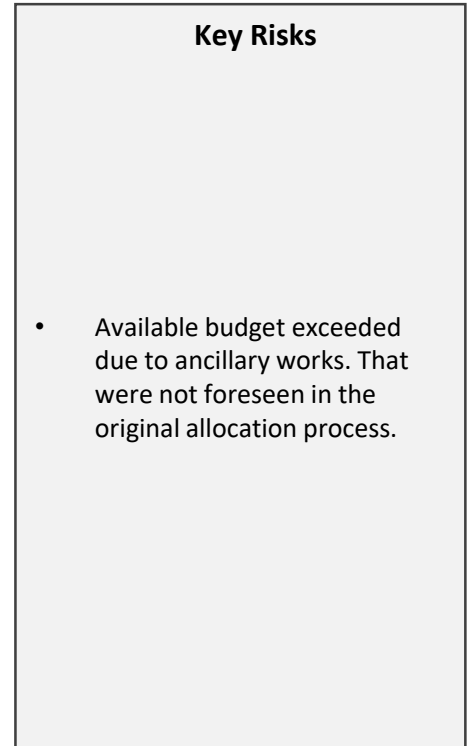 Key Risks
• Available budget exceeded
due to ancillary works. That
were not foreseen in the
original allocation process.